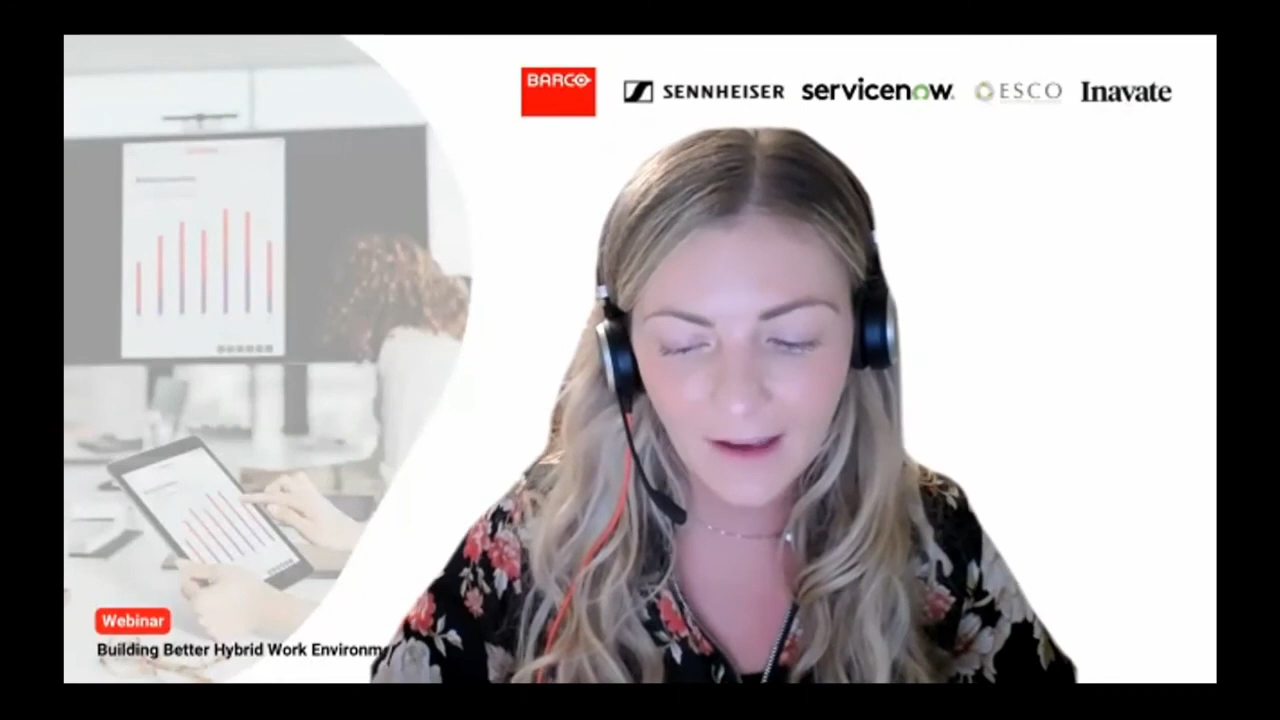 BARCO
SENNHEISER
servicenow
ESCO
Inavate
Webinar
Building Better Hybrid Work Environm